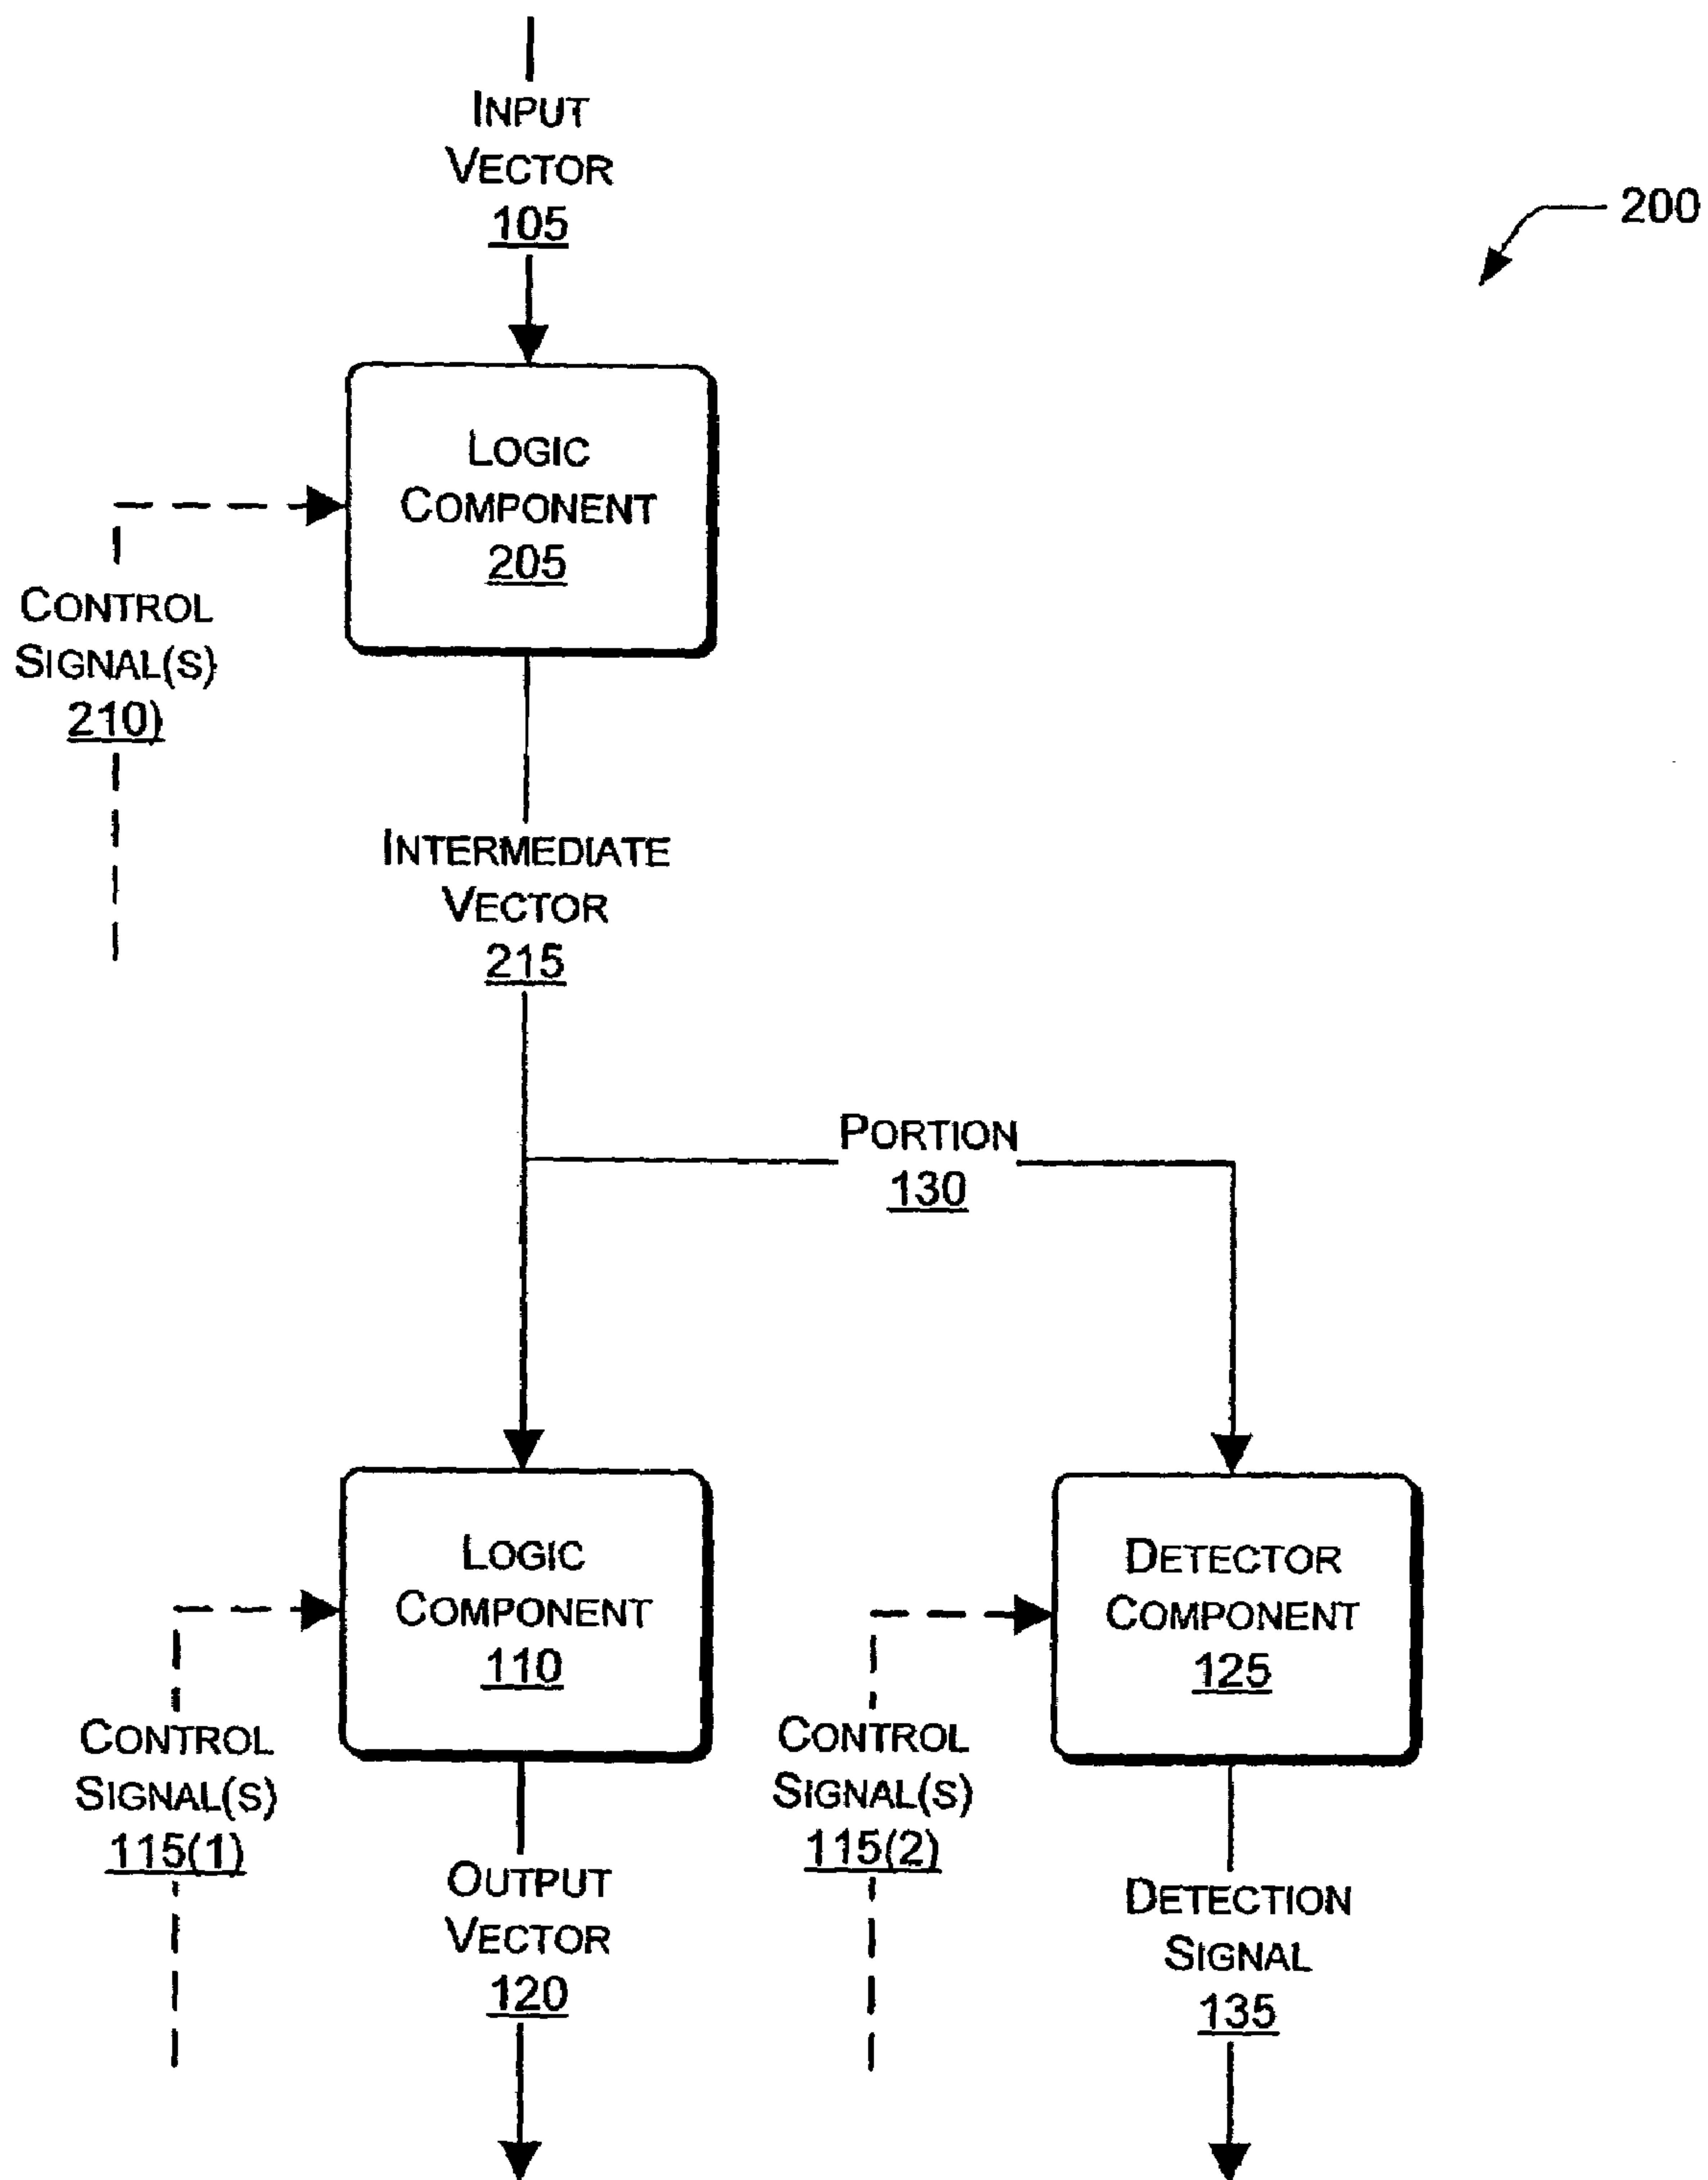 INPUT
VECTOR
105
200
LOGIC
COMPONENT
205
CONTROL
SIGNAL(S)
210)
INTERMEDIATE
VECTOR
215
PORTION
130
LOGIC
COMPONENT
110
DETECTOR
COMPONENT
125
CONTROL
SIGNAL(S)
115(1)
CONTROL
SIGNAL(S)
115(2)
OUTPUT
VECTOR
120
DETECTION
SIGNAL
135